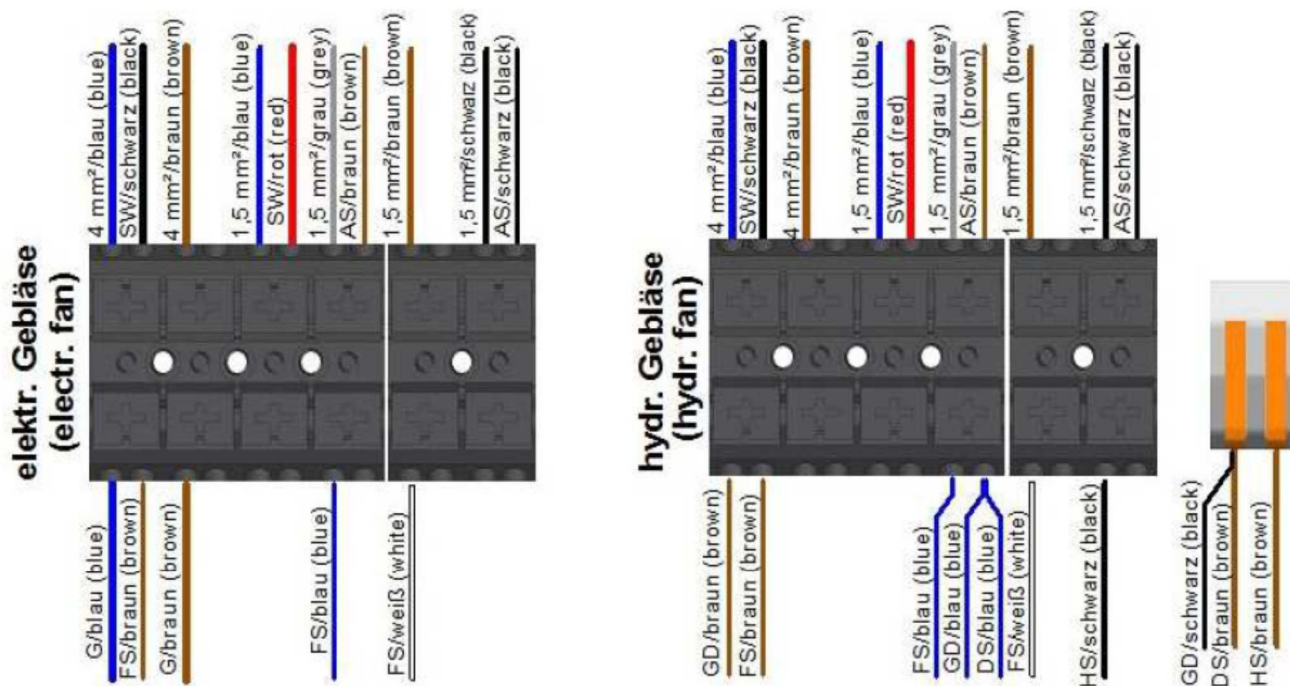 elektr. Gebläse
(electr. fan)
4 mm²/blau (blue)
SW/schwarz (black)
4 mm²/braun (brown)
1,5 mm²/blau (blue)
SW/rot (red)
1,5 mm²/grau (grey)
AS/braun (brown)
1,5 mm²/braun (brown)
1,5 mm²/schwarz (black)
AS/schwarz (black)
G/blau (blue)
FS/braun (brown)
G/braun (brown)
FS/blau (blue)
FS/weiß (white)
hydr. Gebläse
(hydr. fan)
4 mm²/blau (blue)
SW/schwarz (black)
4 mm²/braun (brown)
1,5 mm²/blau (blue)
SW/rot (red)
1,5 mm²/grau (grey)
AS/braun (brown)
1,5 mm²/braun (brown)
1,5 mm²/schwarz (black)
AS/schwarz (black)
GD/braun (brown)
FS/braun (brown)
FS/blau (blue)
GD/blau (blue)
DS/blau (blue)
FS/weiß (white)
HS/schwarz (black)
GD/schwarz (black)
DS/braun (brown)
HS/braun (brown)